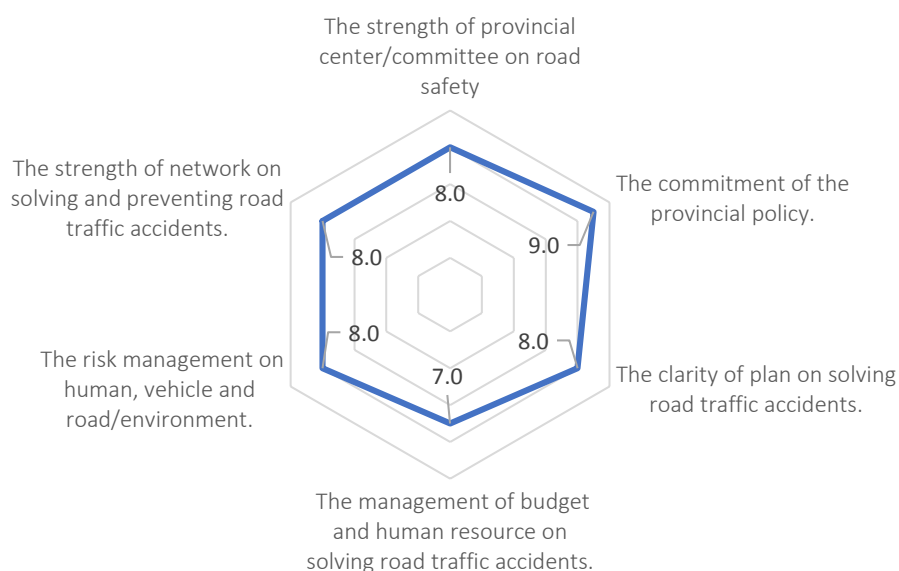 The strength of provincial
center/committee on road
safety
The commitment of the
provincial policy.
The clarity of plan on solving
road traffic accidents.
The management of budget
and human resource on
solving road traffic accidents.
The risk management on
human, vehicle and
road/environment.
The strength of network on
solving and preventing road
traffic accidents.
8.0
9.0
8.0
7.0
8.0
8.0